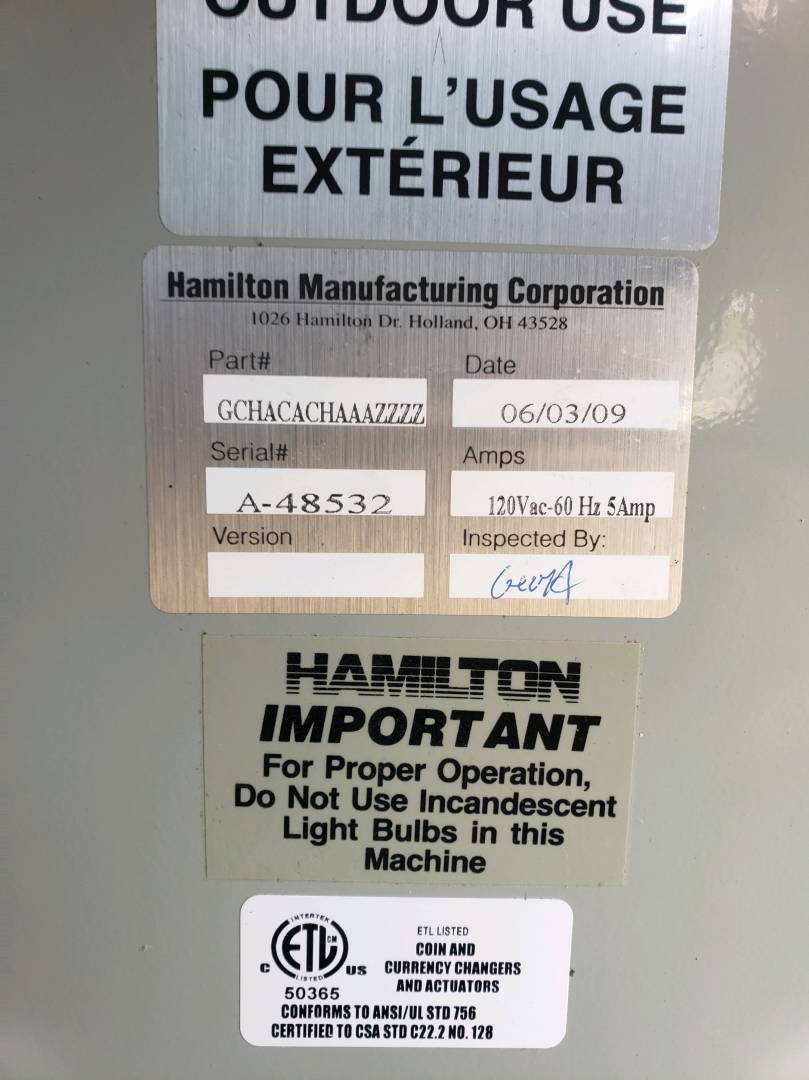 OUTDOOR USE
POUR L'USAGE
EXTÉRIEUR
Hamilton Manufacturing Corporation
1026 Hamilton Dr. Holland, OH 43528
Part# Date
GCHACACHAAAZZZZ 06/03/09
Serial# Amps
A-48532 120Vac-60 Hz 5Amp
Version Inspected By:
HAMILTON
IMPORTANT
For Proper Operation,
Do Not Use Incandescent
Light Bulbs in this
Machine
INTERTEK
ETL CM
LISTED
C US
50365
ETL LISTED
COIN AND
CURRENCY CHANGERS
AND ACTUATORS
CONFORMS TO ANSI/UL STD 756
CERTIFIED TO CSA STD C22.2 NO. 128